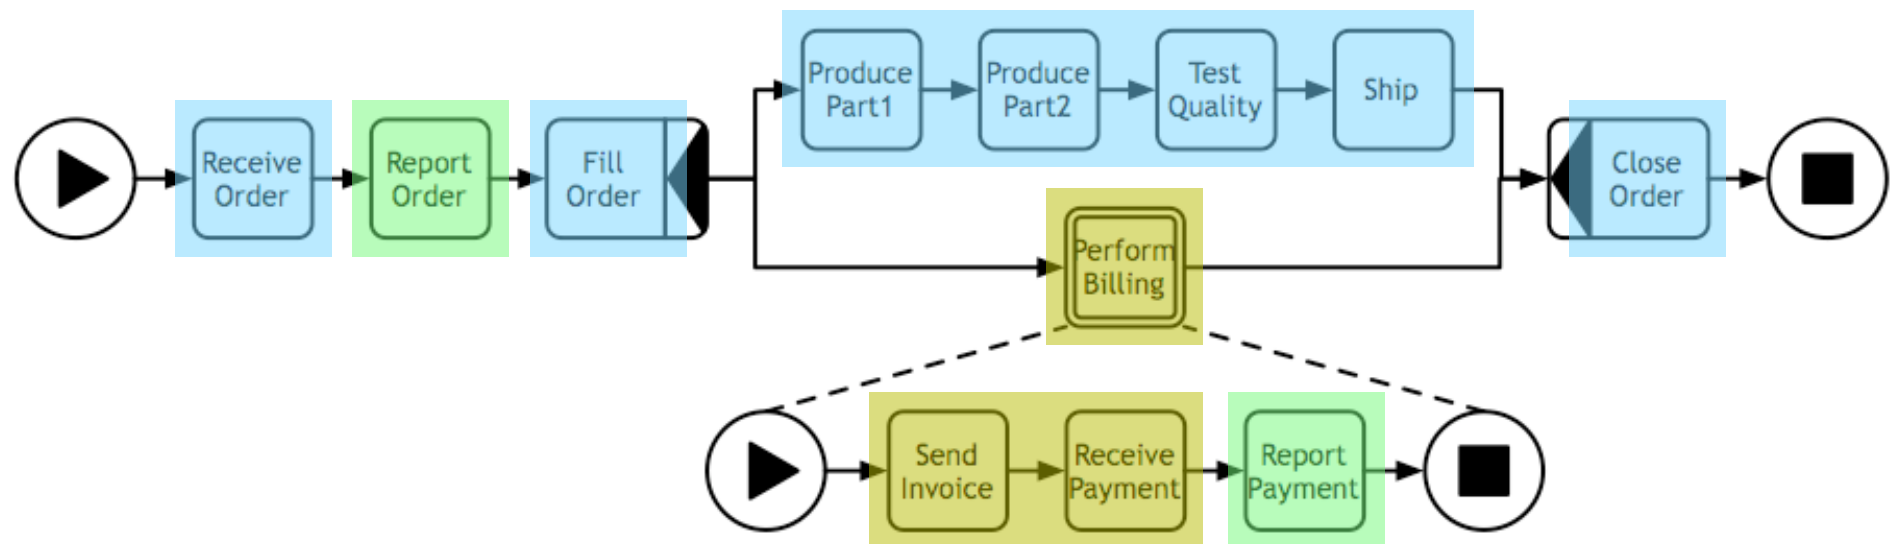 Receive
Order
Report
Order
Fill
Order
Produce
Part1
Produce
Part2
Test
Quality
Ship
Perform
Billing
Close
Order
Send
Invoice
Receive
Payment
Report
Payment